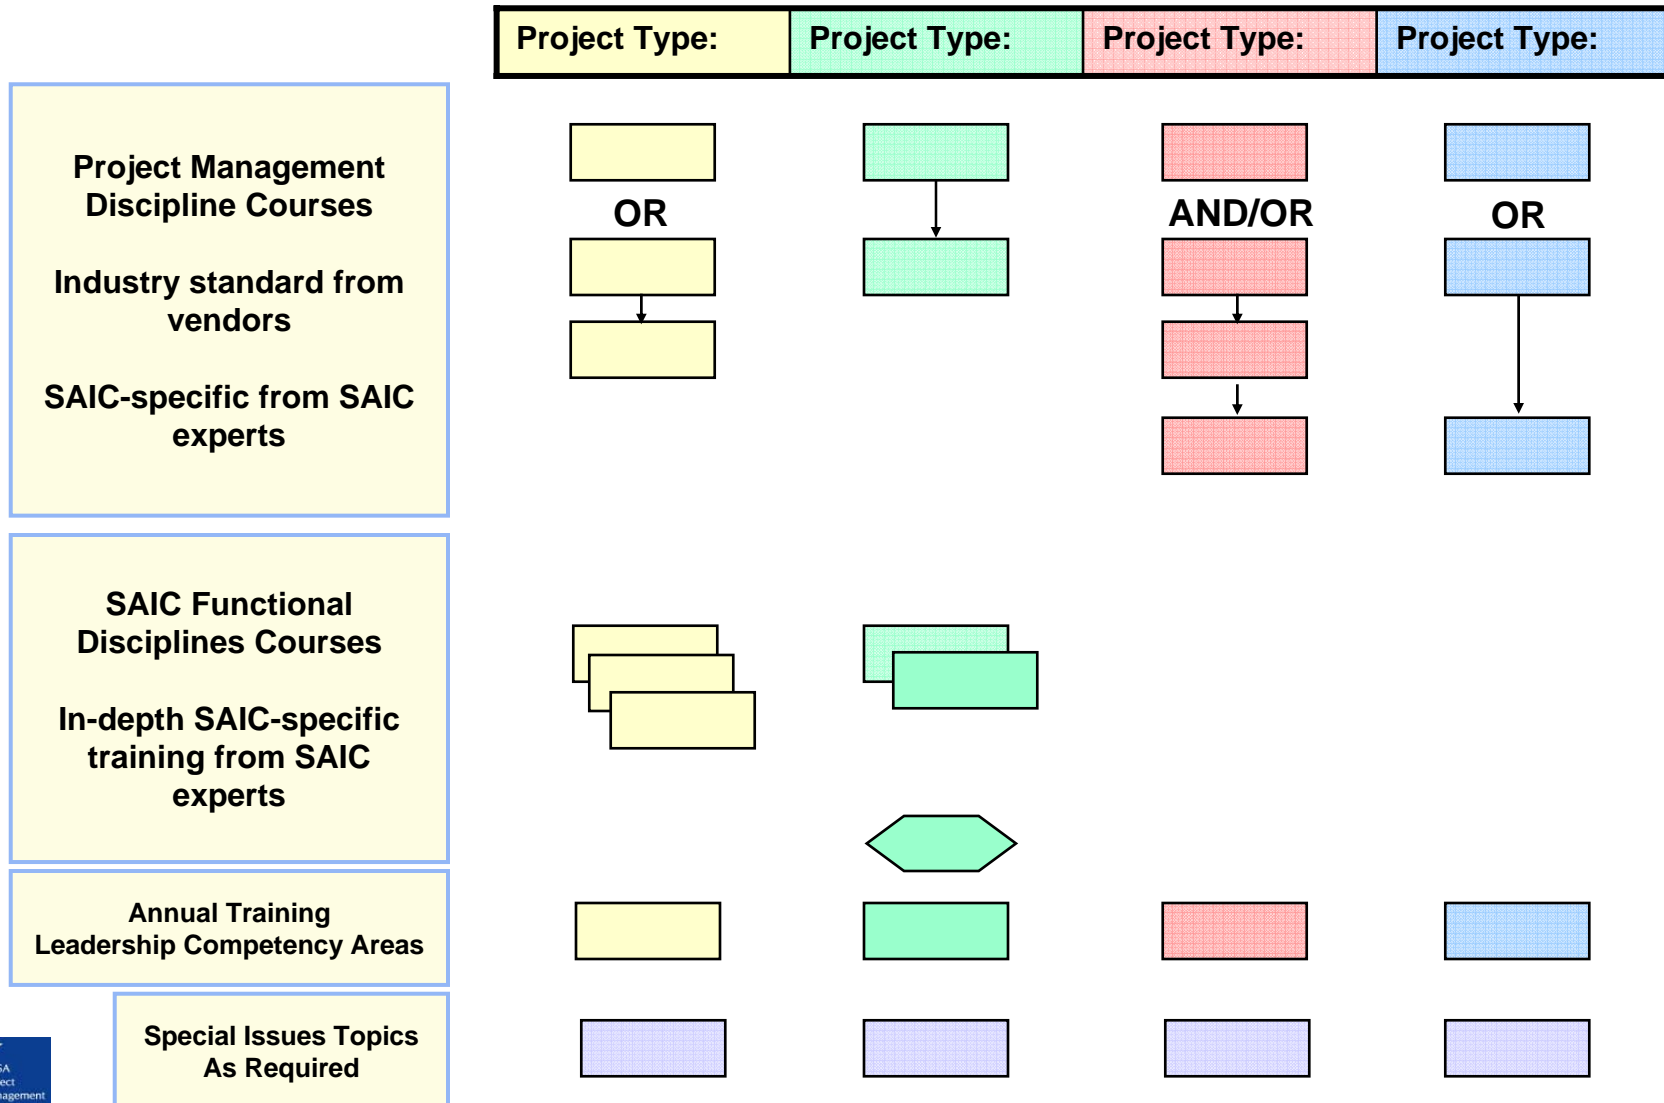 Project Type: Project Type: Project Type: Project Type:
Project Management
Discipline Courses
Industry standard from
vendors
SAIC-specific from SAIC
experts
OR
AND/OR
OR
SAIC Functional
Disciplines Courses
In-depth SAIC-specific
training from SAIC
experts
Annual Training
Leadership Competency Areas
Special Issues Topics
As Required